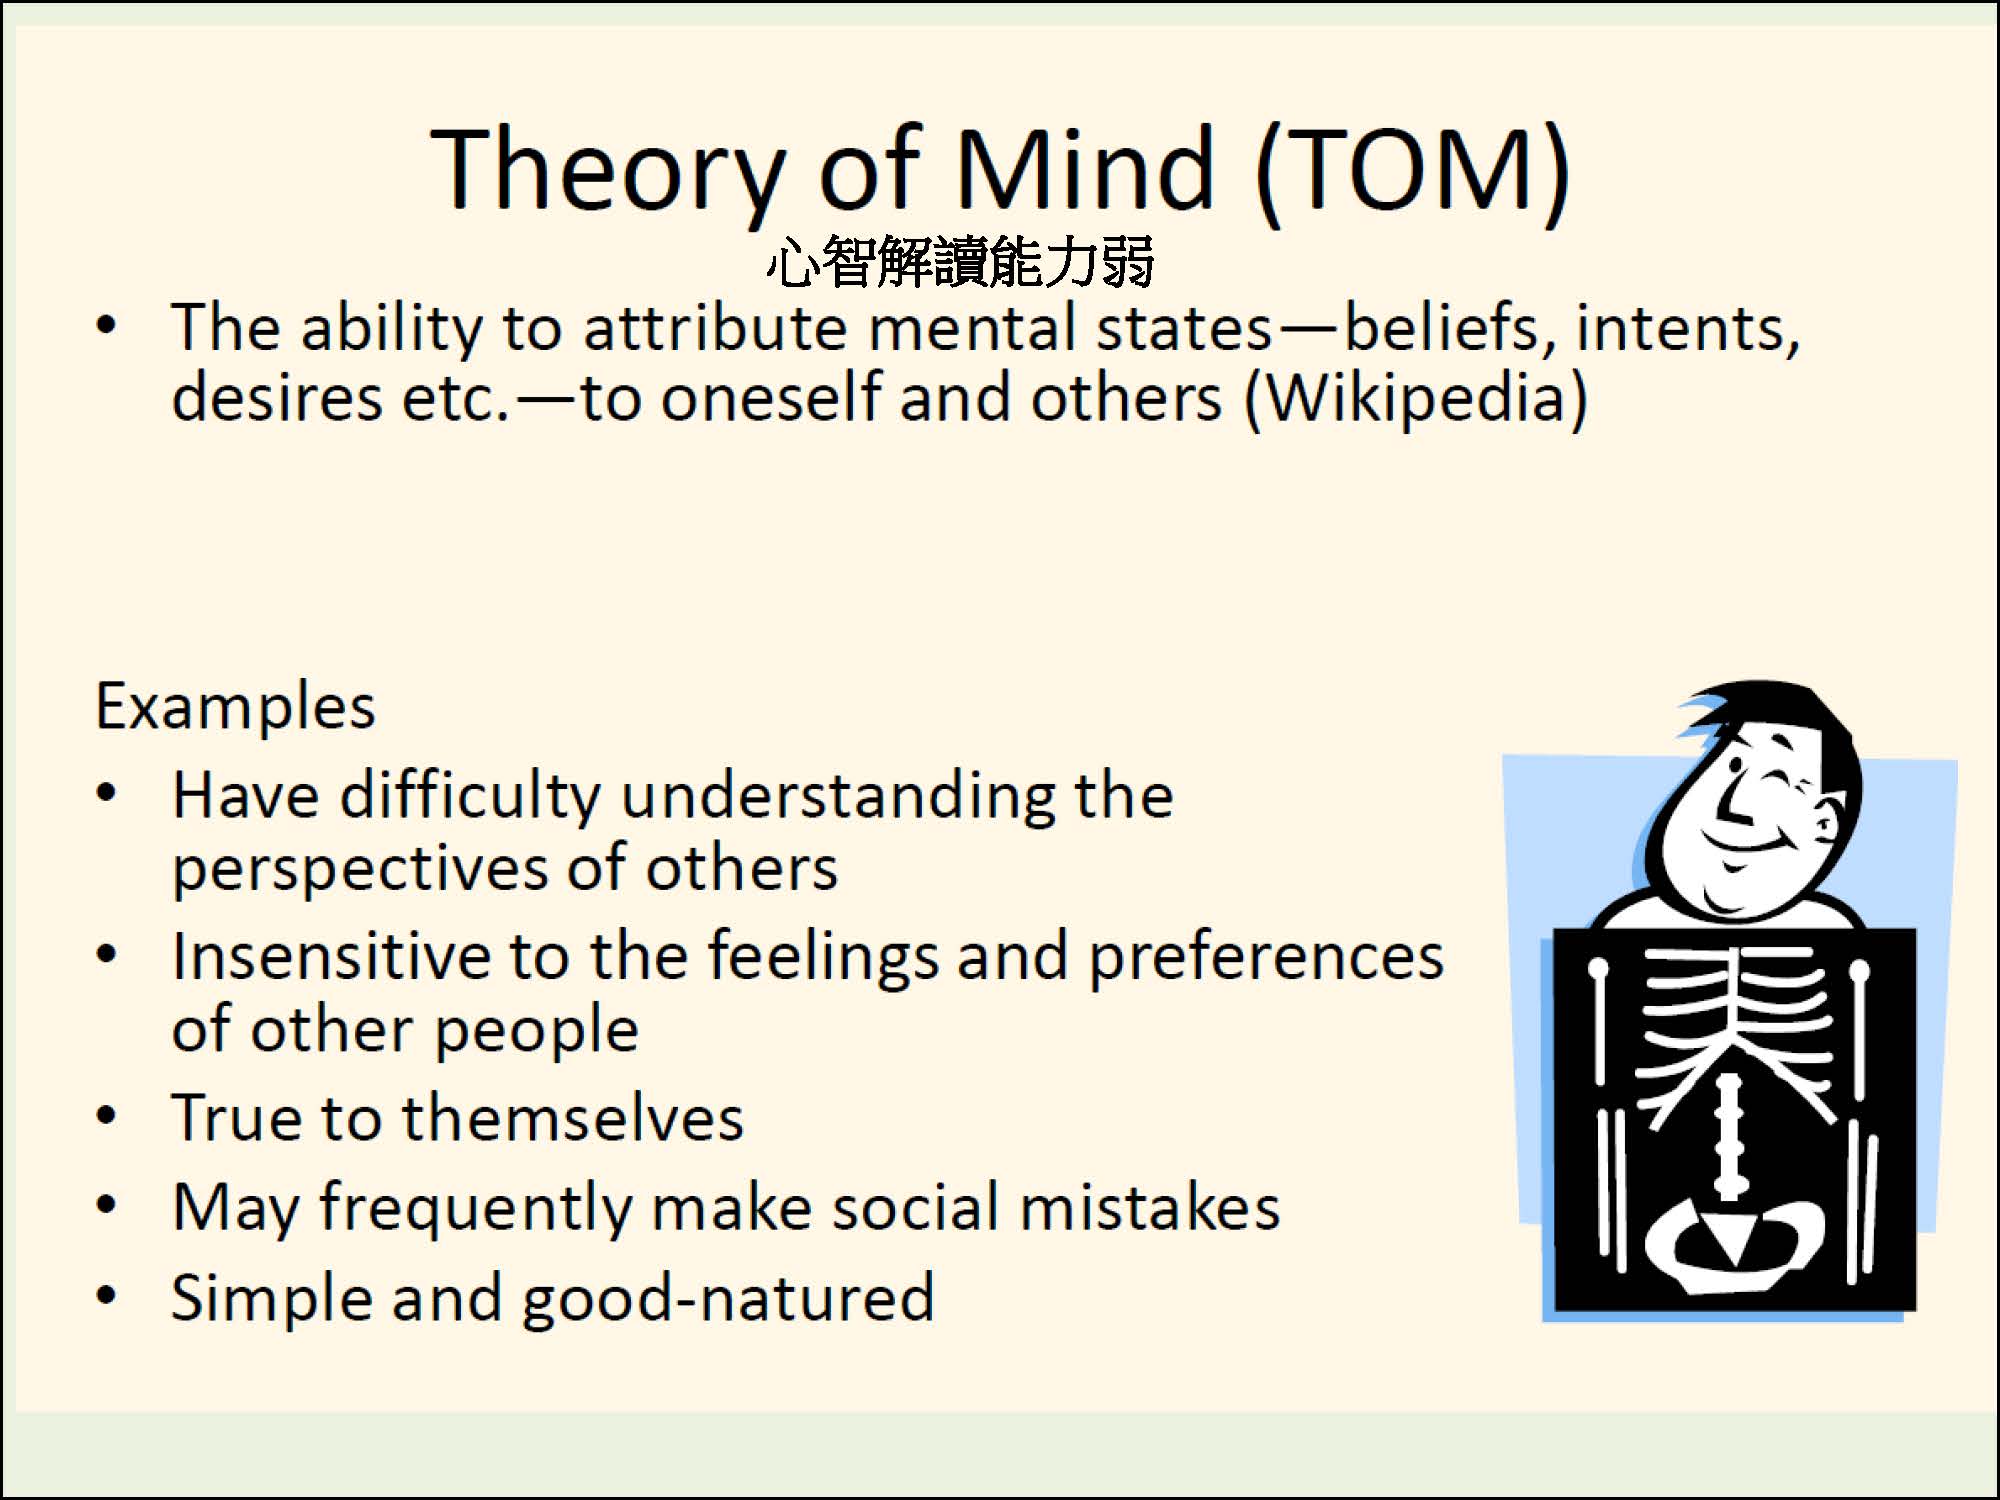 Theory of Mind (TOM)
心智解讀能力弱
• The ability to attribute mental states—beliefs, intents,
desires etc.—to oneself and others (Wikipedia)
Examples
• Have difficulty understanding the
perspectives of others
• Insensitive to the feelings and preferences
of other people
• True to themselves
• May frequently make social mistakes
• Simple and good-natured